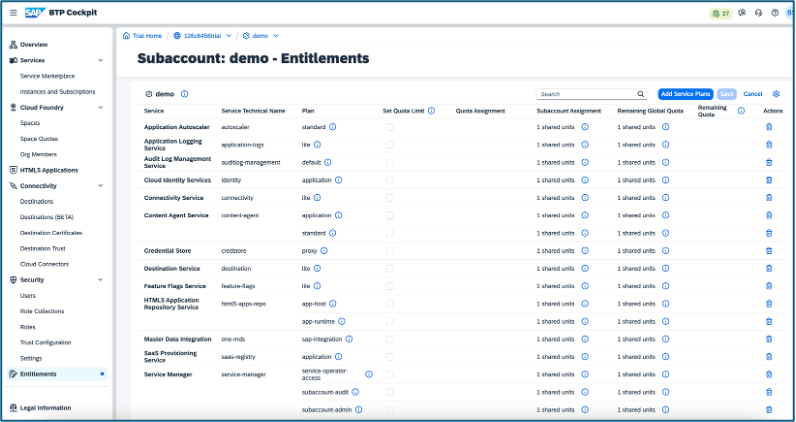 SAP BTP Cockpit
27
BS
Trial Home / 126c6456trial / demo
Subaccount: demo - Entitlements
Overview
Services
Service Marketplace
Instances and Subscriptions
Cloud Foundry
Spaces
Space Quotas
Org Members
HTML5 Applications
Connectivity
Destinations
Destinations (BETA)
Destination Certificates
Destination Trust
Cloud Connectors
Security
Users
Role Collections
Roles
Trust Configuration
Settings
Entitlements
Legal Information
demo
Search
Add Service Plans
Save
Cancel
Service Service Technical Name Plan Set Quota Limit Quota Assignment Subaccount Assignment Remaining Global Quota Remaining Quota Actions
Application Autoscaler autoscaler standard 1 shared units 1 shared units
Application Logging Service application-logs lite 1 shared units 1 shared units
Audit Log Management Service auditlog-management default 1 shared units 1 shared units
Cloud Identity Services identity application 1 shared units 1 shared units
Connectivity Service connectivity lite 1 shared units 1 shared units
Content Agent Service content-agent application 1 shared units 1 shared units
standard 1 shared units 1 shared units
Credential Store credstore proxy 1 shared units 1 shared units
Destination Service destination lite 1 shared units 1 shared units
Feature Flags Service feature-flags lite 1 shared units 1 shared units
HTML5 Application Repository Service html5-apps-repo app-host 1 shared units 1 shared units
app-runtime 1 shared units 1 shared units
Master Data Integration one-mds sap-integration 1 shared units 1 shared units
SaaS Provisioning Service saas-registry application 1 shared units 1 shared units
Service Manager service-manager service-operator-access 1 shared units 1 shared units
subaccount-audit 1 shared units 1 shared units
subaccount-admin 1 shared units 1 shared units